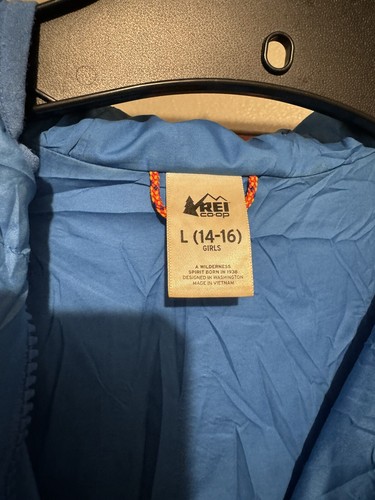 REI
co·op
L (14-16)
GIRLS
A WILDERNESS
SPIRIT BORN IN 1938
DESIGNED IN WASHINGTON
MADE IN VIETNAM